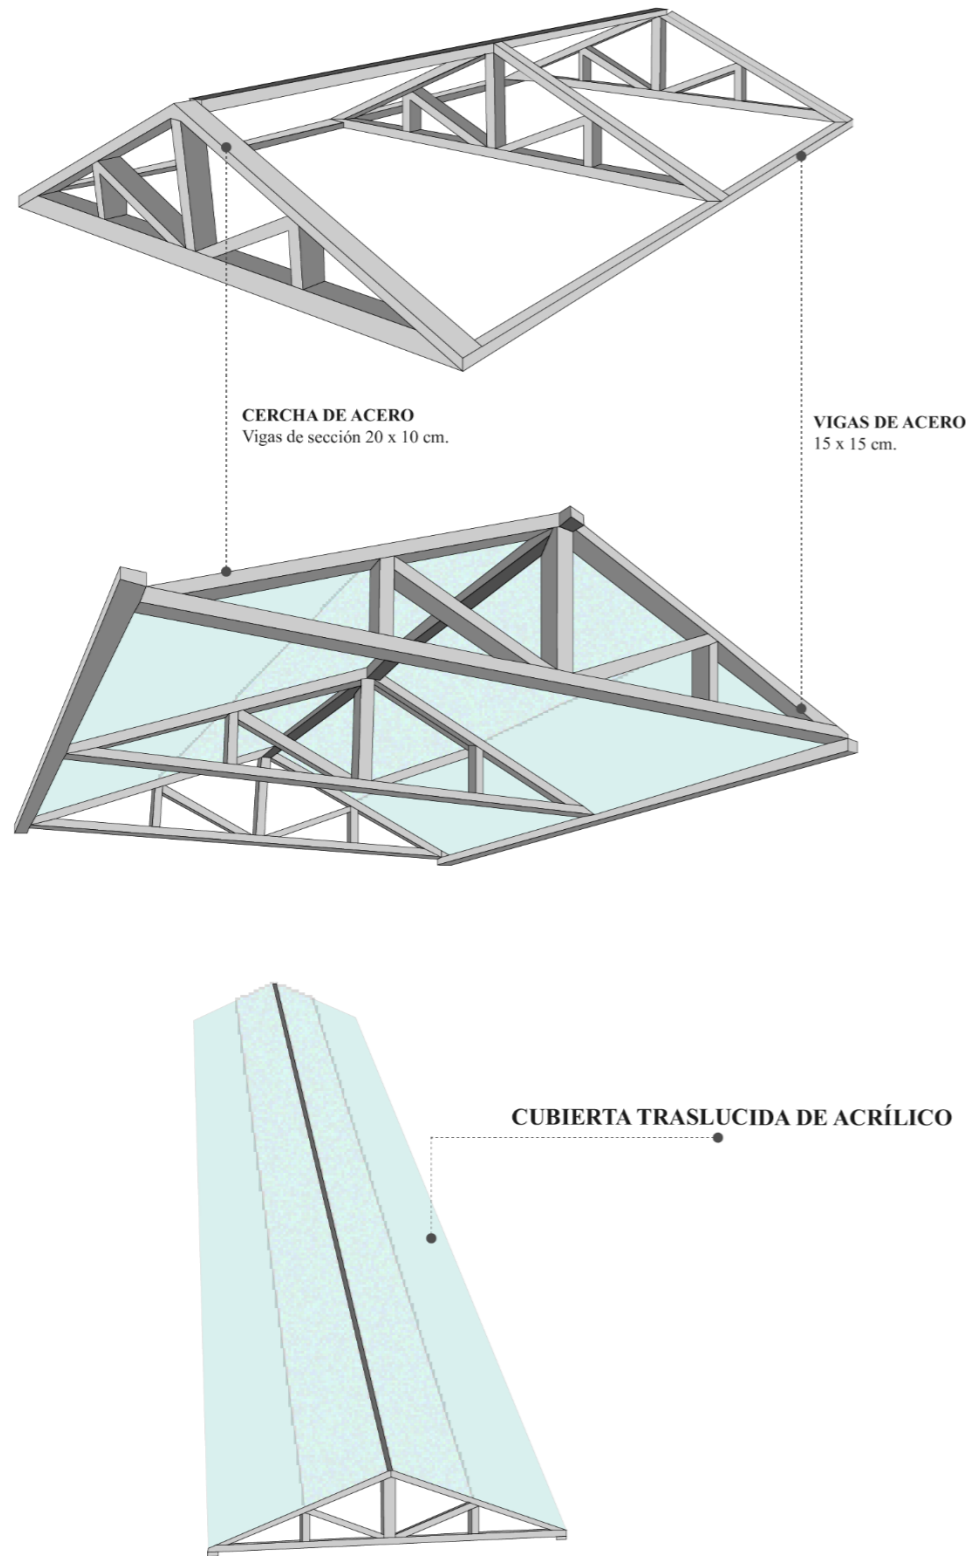 CERCHA DE ACERO
Vigas de sección 20 x 10 cm.
VIGAS DE ACERO
15 x 15 cm.
CUBIERTA TRASLUCIDA DE ACRÍLICO